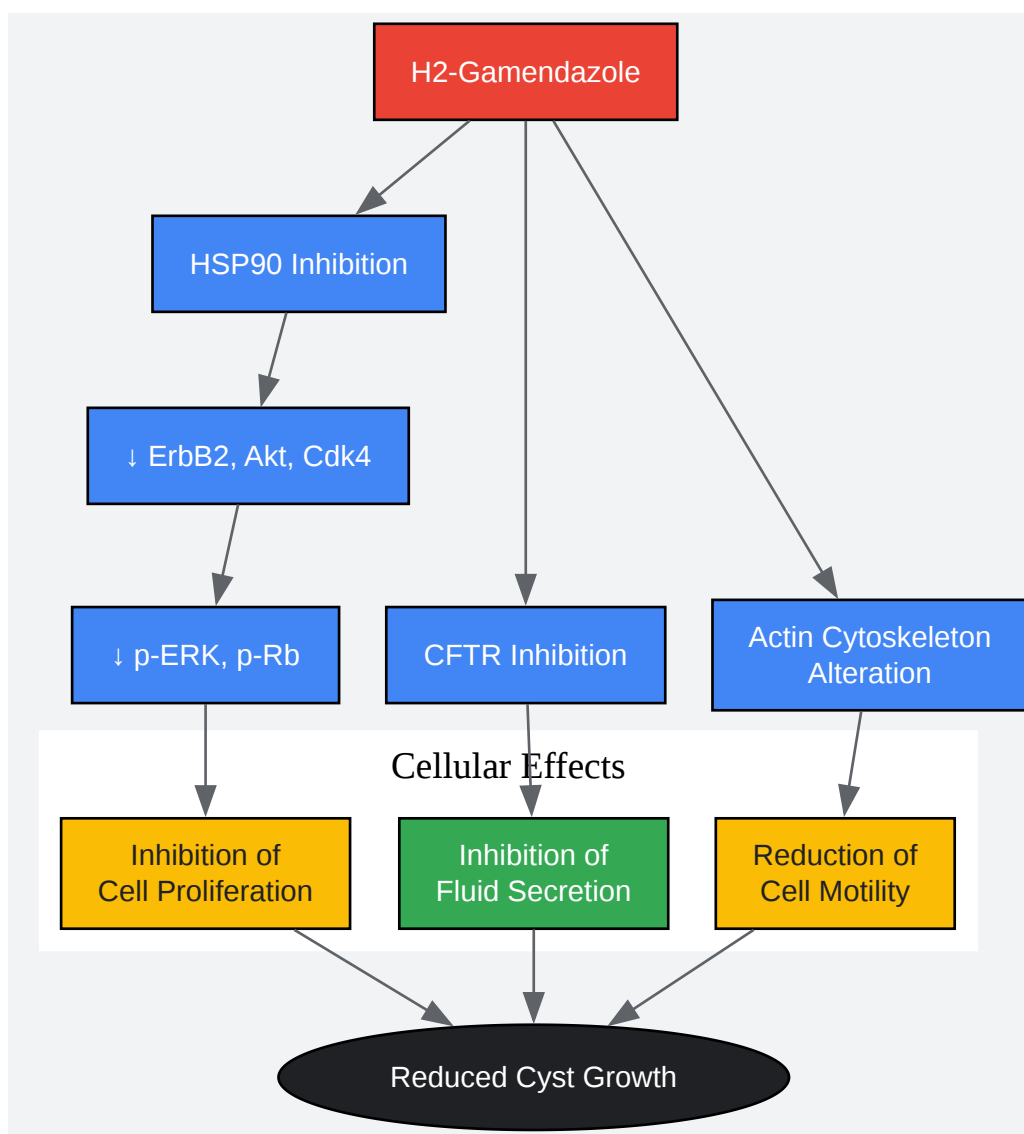 H2-Gamendazole
HSP90 Inhibition
↓ ErbB2, Akt, Cdk4
↓ p-ERK, p-Rb
CFTR Inhibition
Actin Cytoskeleton
Alteration
Cellular Effects
Inhibition of
Cell Proliferation
Inhibition of
Fluid Secretion
Reduction of
Cell Motility
Reduced Cyst Growth